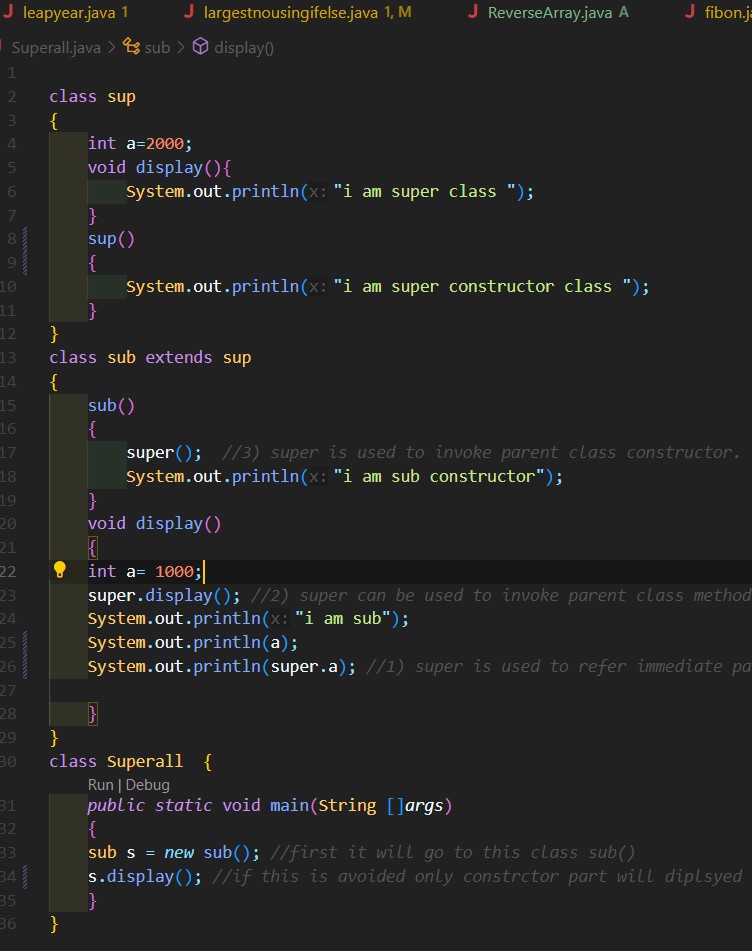 leapyear.java 1 largestnousingifelse.java 1, M ReverseArray.java A fibon.j
Superall.java > sub > display()
1
2 class sup
3 {
4 int a=2000;
5 void display(){
6 System.out.println(x: "i am super class ");
7 }
8 sup()
9 {
10 System.out.println(x: "i am super constructor class ");
11 }
12 }
13 class sub extends sup
14 {
15 sub()
16 {
17 super(); //3) super is used to invoke parent class constructor.
18 System.out.println(x: "i am sub constructor");
19 }
20 void display()
21 {
22 int a= 1000;
23 super.display(); //2) super can be used to invoke parent class method
24 System.out.println(x: "i am sub");
25 System.out.println(a);
26 System.out.println(super.a); //1) super is used to refer immediate pa
27
28 }
29 }
30 class Superall {
Run | Debug
31 public static void main(String []args)
32 {
33 sub s = new sub(); //first it will go to this class sub()
34 s.display(); //if this is avoided only constrctor part will diplsyed
35 }
36 }